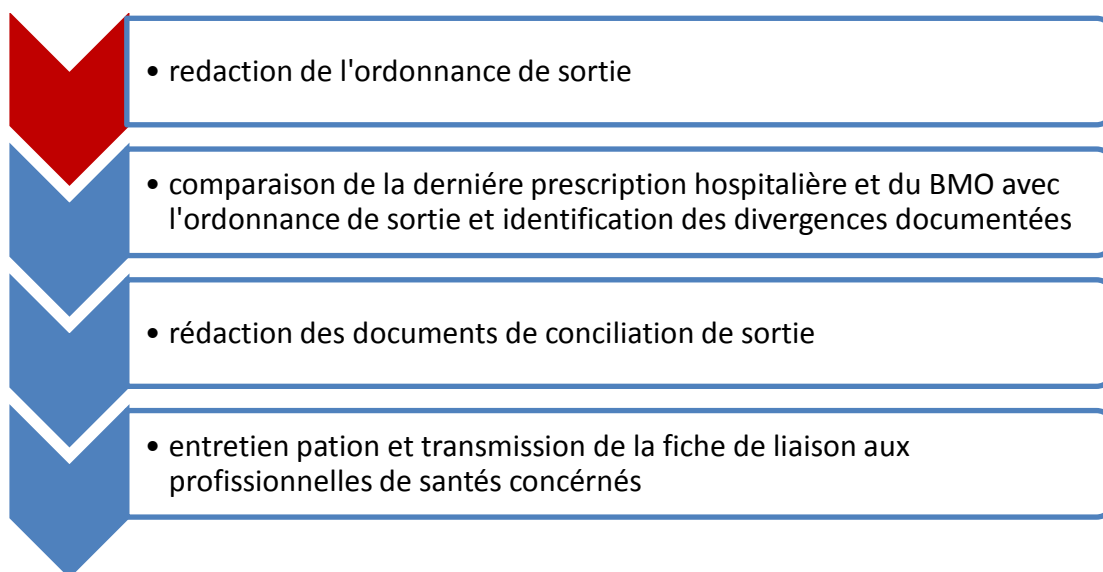 • redaction de l'ordonnance de sortie
• comparaison de la derniére prescription hospitalière et du BMO avec
l'ordonnance de sortie et identification des divergences documentées
• rédaction des documents de conciliation de sortie
• entretien pation et transmission de la fiche de liaison aux
profissionnelles de santés concérnés